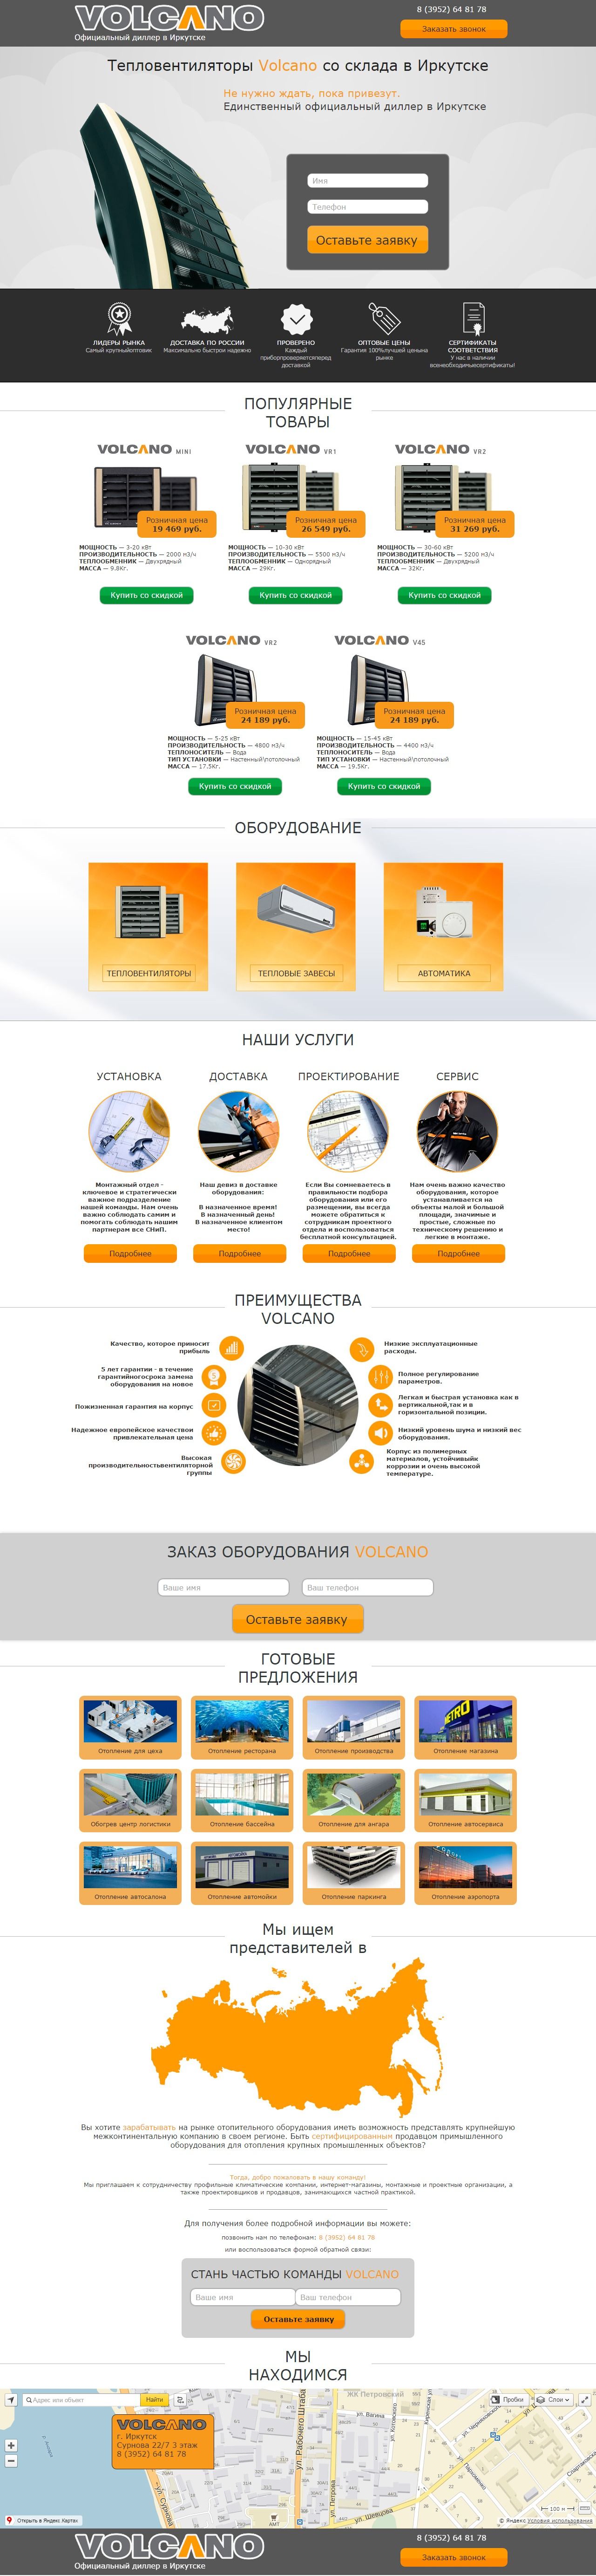 VOLCANO
Официальный диллер в Иркутске
8 (3952) 64 81 78
Заказать звонок
Тепловентиляторы Volcano со склада в Иркутске
Не нужно ждать, пока привезут.
Единственный официальный диллер в Иркутске
Имя
Телефон
Оставьте заявку
ЛИДЕРЫ РЫНКА
Самый крупныйоптовик
ДОСТАВКА ПО РОССИИ
Максимально быстрои надежно
ПРОВЕРЕНО
Каждый
приборпроверяетсяперед
доставкой
ОПТОВЫЕ ЦЕНЫ
Гарантия 100%лучшей ценына
рынке
СЕРТИФИКАТЫ
СООТВЕТСТВИЯ
У нас в наличии
всенеобходимыесертификаты!
ПОПУЛЯРНЫЕ
ТОВАРЫ
VOLCANO MINI
Розничная цена
19 469 руб.
МОЩНОСТЬ — 3-20 кВт
ПРОИЗВОДИТЕЛЬНОСТЬ — 2000 м3/ч
ТЕПЛООБМЕННИК — Двухрядный
МАССА — 9.8Кг.
Купить со скидкой
VOLCANO VR1
Розничная цена
26 549 руб.
МОЩНОСТЬ — 10-30 кВт
ПРОИЗВОДИТЕЛЬНОСТЬ — 5500 м3/ч
ТЕПЛООБМЕННИК — Однорядный
МАССА — 29Кг.
Купить со скидкой
VOLCANO VR2
Розничная цена
31 269 руб.
МОЩНОСТЬ — 30-60 кВт
ПРОИЗВОДИТЕЛЬНОСТЬ — 5200 м3/ч
ТЕПЛООБМЕННИК — Двухрядный
МАССА — 32Кг.
Купить со скидкой
VOLCANO VR2
Розничная цена
24 189 руб.
МОЩНОСТЬ — 5-25 кВт
ПРОИЗВОДИТЕЛЬНОСТЬ — 4800 м3/ч
ТЕПЛОНОСИТЕЛЬ — Вода
ТИП УСТАНОВКИ — Настенный\потолочный
МАССА — 17.5Кг.
Купить со скидкой
VOLCANO V45
Розничная цена
24 189 руб.
МОЩНОСТЬ — 15-45 кВт
ПРОИЗВОДИТЕЛЬНОСТЬ — 4400 м3/ч
ТЕПЛОНОСИТЕЛЬ — Вода
ТИП УСТАНОВКИ — Настенный\потолочный
МАССА — 19.5Кг.
Купить со скидкой
ОБОРУДОВАНИЕ
ТЕПЛОВЕНТИЛЯТОРЫ
ТЕПЛОВЫЕ ЗАВЕСЫ
АВТОМАТИКА
НАШИ УСЛУГИ
УСТАНОВКА
Монтажный отдел -
ключевое и стратегически
важное подразделение
нашей команды. Нам очень
важно соблюдать самим и
помогать соблюдать нашим
партнерам все СНиП.
Подробнее
ДОСТАВКА
Наш девиз в доставке
оборудования:
В назначенное время!
В назначенный день!
В назначенное клиентом
место!
Подробнее
ПРОЕКТИРОВАНИЕ
Если Вы сомневаетесь в
правильности подбора
оборудования или его
размещении, вы всегда
можете обратиться к
сотрудникам проектного
отдела и воспользоваться
бесплатной консультацией.
Подробнее
СЕРВИС
Нам очень важно качество
оборудования, которое
устанавливается на
объекты малой и большой
площади, значимые и
простые, сложные по
техническому решению и
легкие в монтаже.
Подробнее
ПРЕИМУЩЕСТВА
VOLCANO
Качество, которое приносит
прибыль
5 лет гарантии - в течение
гарантийногосрока замена
оборудования на новое
Пожизненная гарантия на корпус
Надежное европейское качествои
привлекательная цена
Высокая
производительностьвентиляторной
группы
Низкие эксплуатационные
расходы.
Полное регулирование
параметров.
Легкая и быстрая установка как в
вертикальной,так и в
горизонтальной позиции.
Низкий уровень шума и низкий вес
оборудования.
Корпус из полимерных
материалов, устойчивыйк
коррозии и очень высокой
температуре.
ЗАКАЗ ОБОРУДОВАНИЯ VOLCANO
Ваше имя
Ваш телефон
Оставьте заявку
ГОТОВЫЕ
ПРЕДЛОЖЕНИЯ
Отопление для цеха
Отопление ресторана
Отопление производства
METRO
Отопление магазина
Обогрев центр логистики
Отопление бассейна
Отопление для ангара
Отопление автосервиса
Отопление автосалона
Отопление автомойки
Отопление паркинга
Отопление аэропорта
Мы ищем
представителей в
Вы хотите зарабатывать на рынке отопительного оборудования иметь возможность представлять крупнейшую
межконтинентальную компанию в своем регионе. Быть сертифицированным продавцом примышленного
оборудования для отопления крупных промышленных объектов?
Тогда, добро пожаловать в нашу команду!
Мы приглашаем к сотрудничеству профильные климатические компании, интернет-магазины, монтажные и проектные организации, а
также проектировщиков и продавцов, занимающихся частной практикой.
Для получения более подробной информации вы можете:
позвонить нам по телефонам: 8 (3952) 64 81 78
или воспользоваться формой обратной связи:
СТАНЬ ЧАСТЬЮ КОМАНДЫ VOLCANO
Ваше имя
Ваш телефон
Оставьте заявку
МЫ
НАХОДИМСЯ
Адрес или объект
Найти
ЖК Петровский
Пробки
Слои
VOLCANO
г. Иркутск
Сурнова 22/7 3 этаж
8 (3952) 64 81 78
ул. Сурнова
ул. Рабочего Штаба
ул. Петрова
ул. Вагина
ул. Котовского
ул. Шевцова
АМТ
100 м
Открыть в Яндекс.Картах
© Яндекс Условия использования
VOLCANO
Официальный диллер в Иркутске
8 (3952) 64 81 78
Заказать звонок